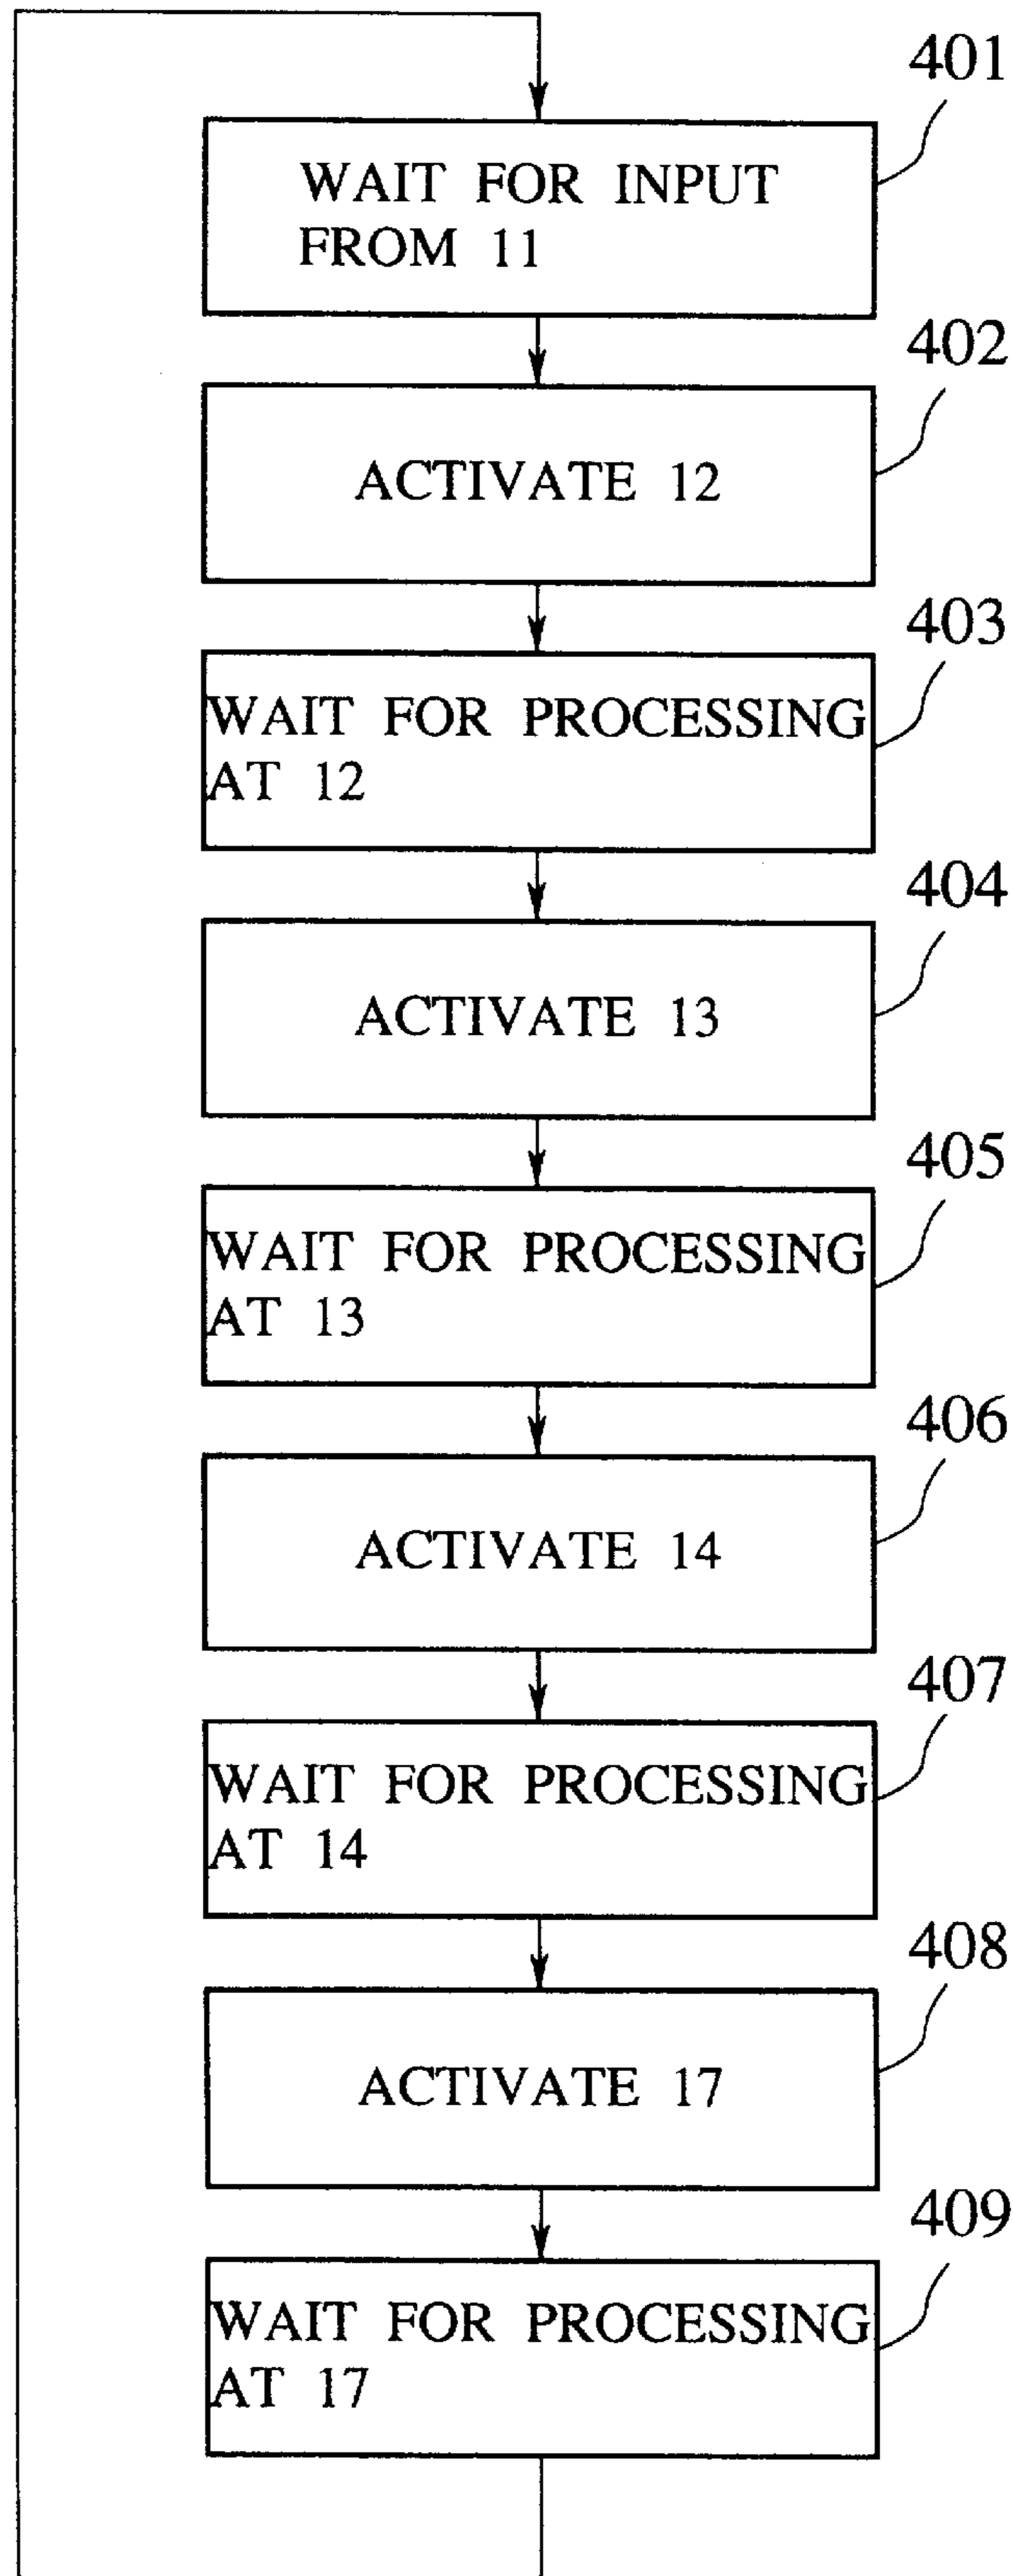 401
WAIT FOR INPUT
FROM 11
402
ACTIVATE 12
403
WAIT FOR PROCESSING
AT 12
404
ACTIVATE 13
405
WAIT FOR PROCESSING
AT 13
406
ACTIVATE 14
407
WAIT FOR PROCESSING
AT 14
408
ACTIVATE 17
409
WAIT FOR PROCESSING
AT 17